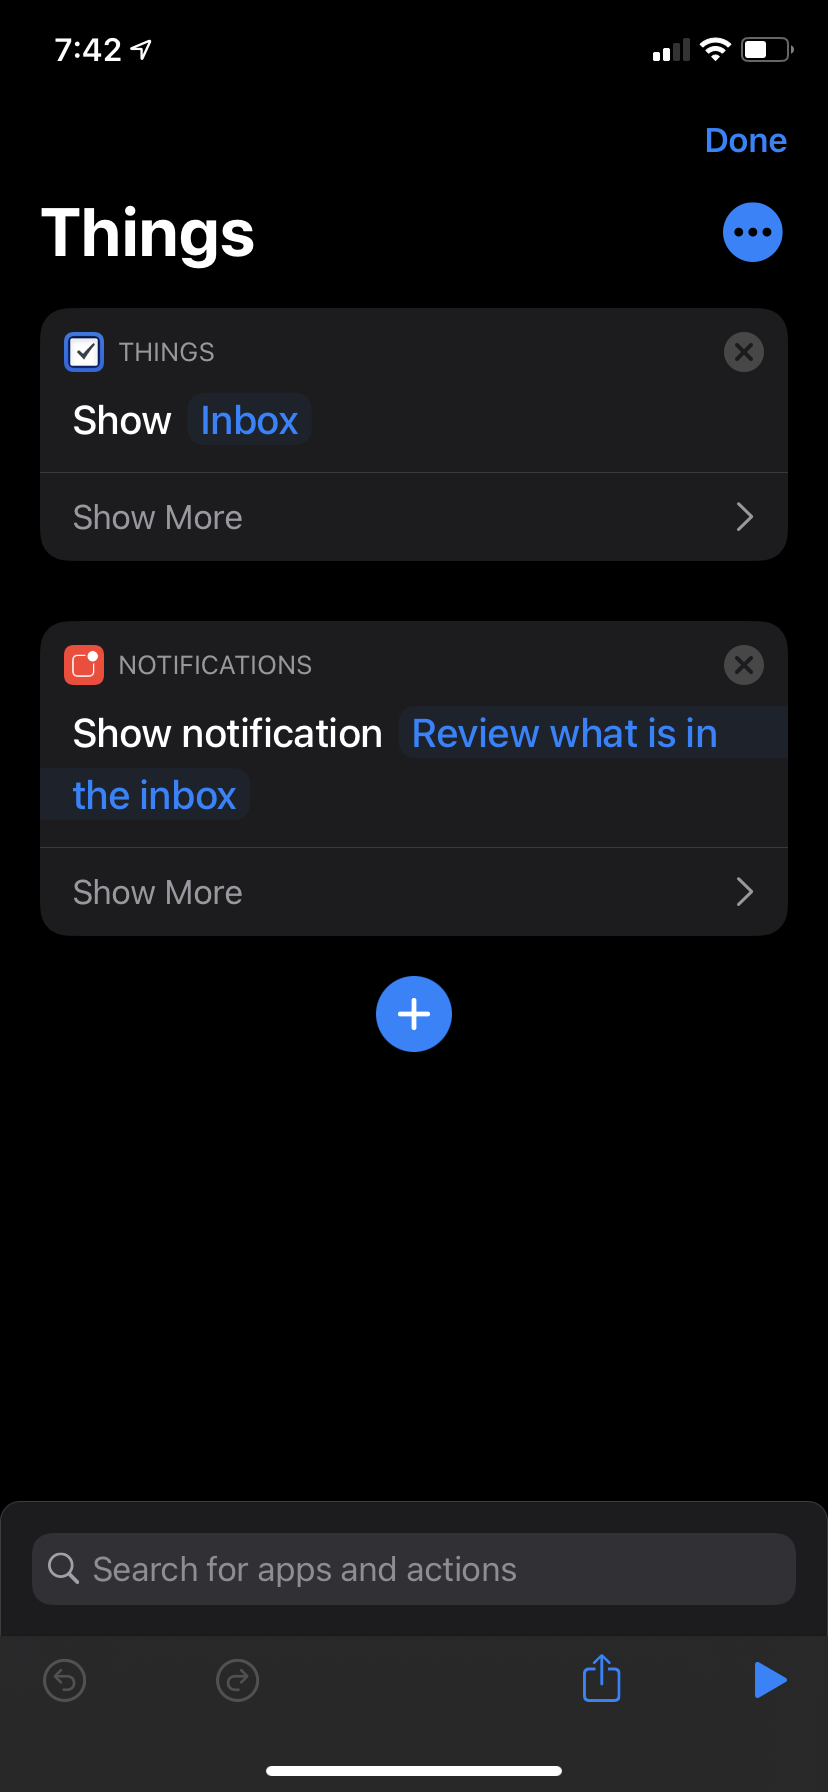 7:42
Done
Things
THINGS
Show Inbox
Show More
NOTIFICATIONS
Show notification Review what is in
the inbox
Show More
Search for apps and actions